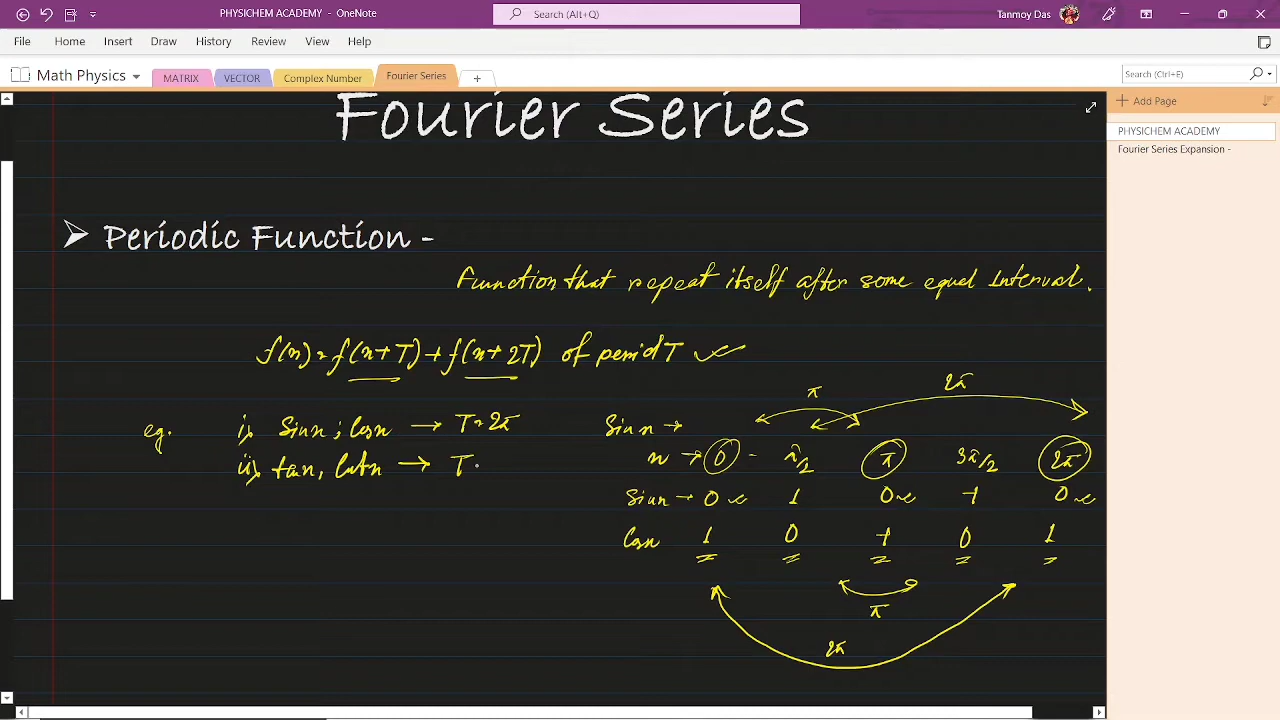 PHYSICHEM ACADEMY - OneNote
Search (Alt+Q)
Tanmoy Das
File Home Insert Draw History Review View Help
Math Physics MATRIX VECTOR Complex Number Fourier Series +
Search (Ctrl+E)
+ Add Page
PHYSICHEM ACADEMY
Fourier Series Expansion -
Fourier Series
➢ Periodic Function -
Function that repeat itself after some equal Interval.
f(x) = f(x+T) + f(x+2T) of period T
eg. i). Sinx ; Cosx → T=2π
ii). tan, Cotx → T
π 2π
Sinx →
x → 0 - π/2 π 3π/2 2π
Sinx → 0 1 0 -1 0
Cosx 1 0 -1 0 1
π
2π